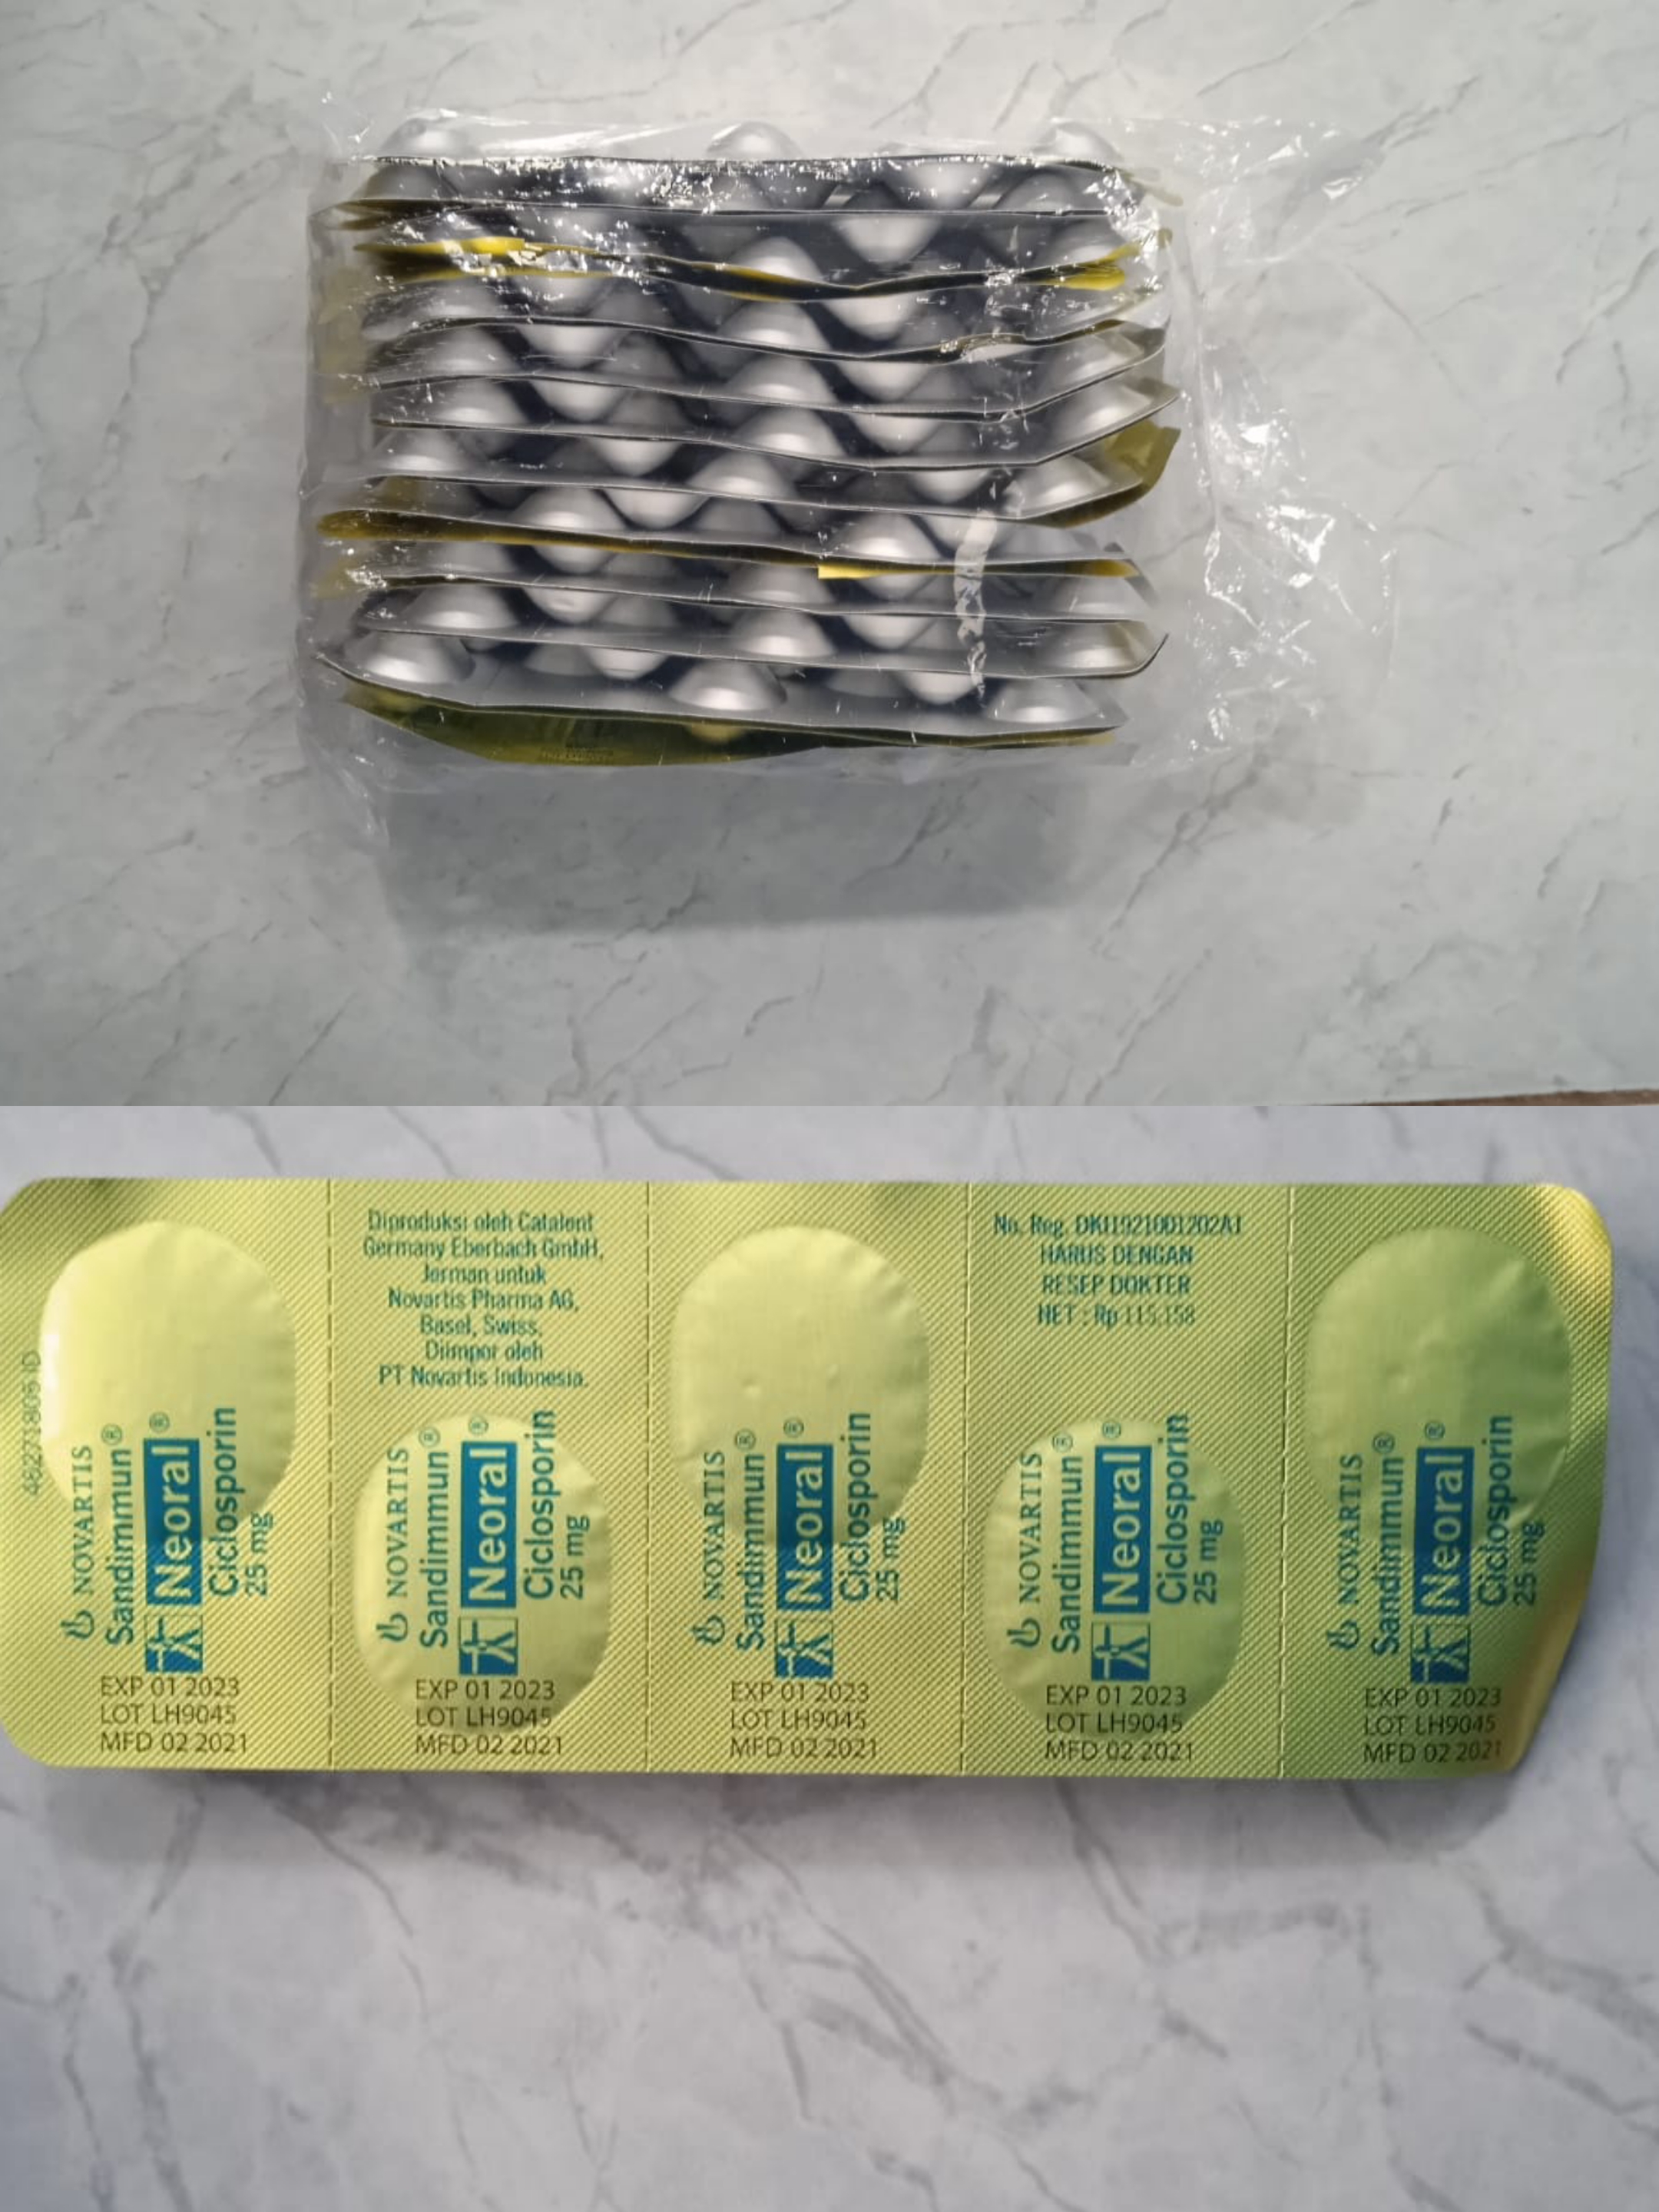 462718051D
NOVARTIS
Sandimmun®
Neoral®
Ciclosporin
25 mg
EXP 01 2023
LOT LH9045
MFD 02 2021
Diproduksi oleh Catalent
Germany Eberbach GmbH,
Jerman untuk
Novartis Pharma AG,
Basel, Swiss.
Diimpor oleh
PT Novartis Indonesia.
NOVARTIS
Sandimmun®
Neoral®
Ciclosporin
25 mg
EXP 01 2023
LOT LH9045
MFD 02 2021
NOVARTIS
Sandimmun®
Neoral®
Ciclosporin
25 mg
EXP 01 2023
LOT LH9045
MFD 02 2021
No. Reg. DKI1921001202A1
HARUS DENGAN
RESEP DOKTER
HET : Rp 115.158
NOVARTIS
Sandimmun®
Neoral®
Ciclosporin
25 mg
EXP 01 2023
LOT LH9045
MFD 02 2021
NOVARTIS
Sandimmun®
Neoral®
Ciclosporin
25 mg
EXP 01 2023
LOT LH9045
MFD 02 2021